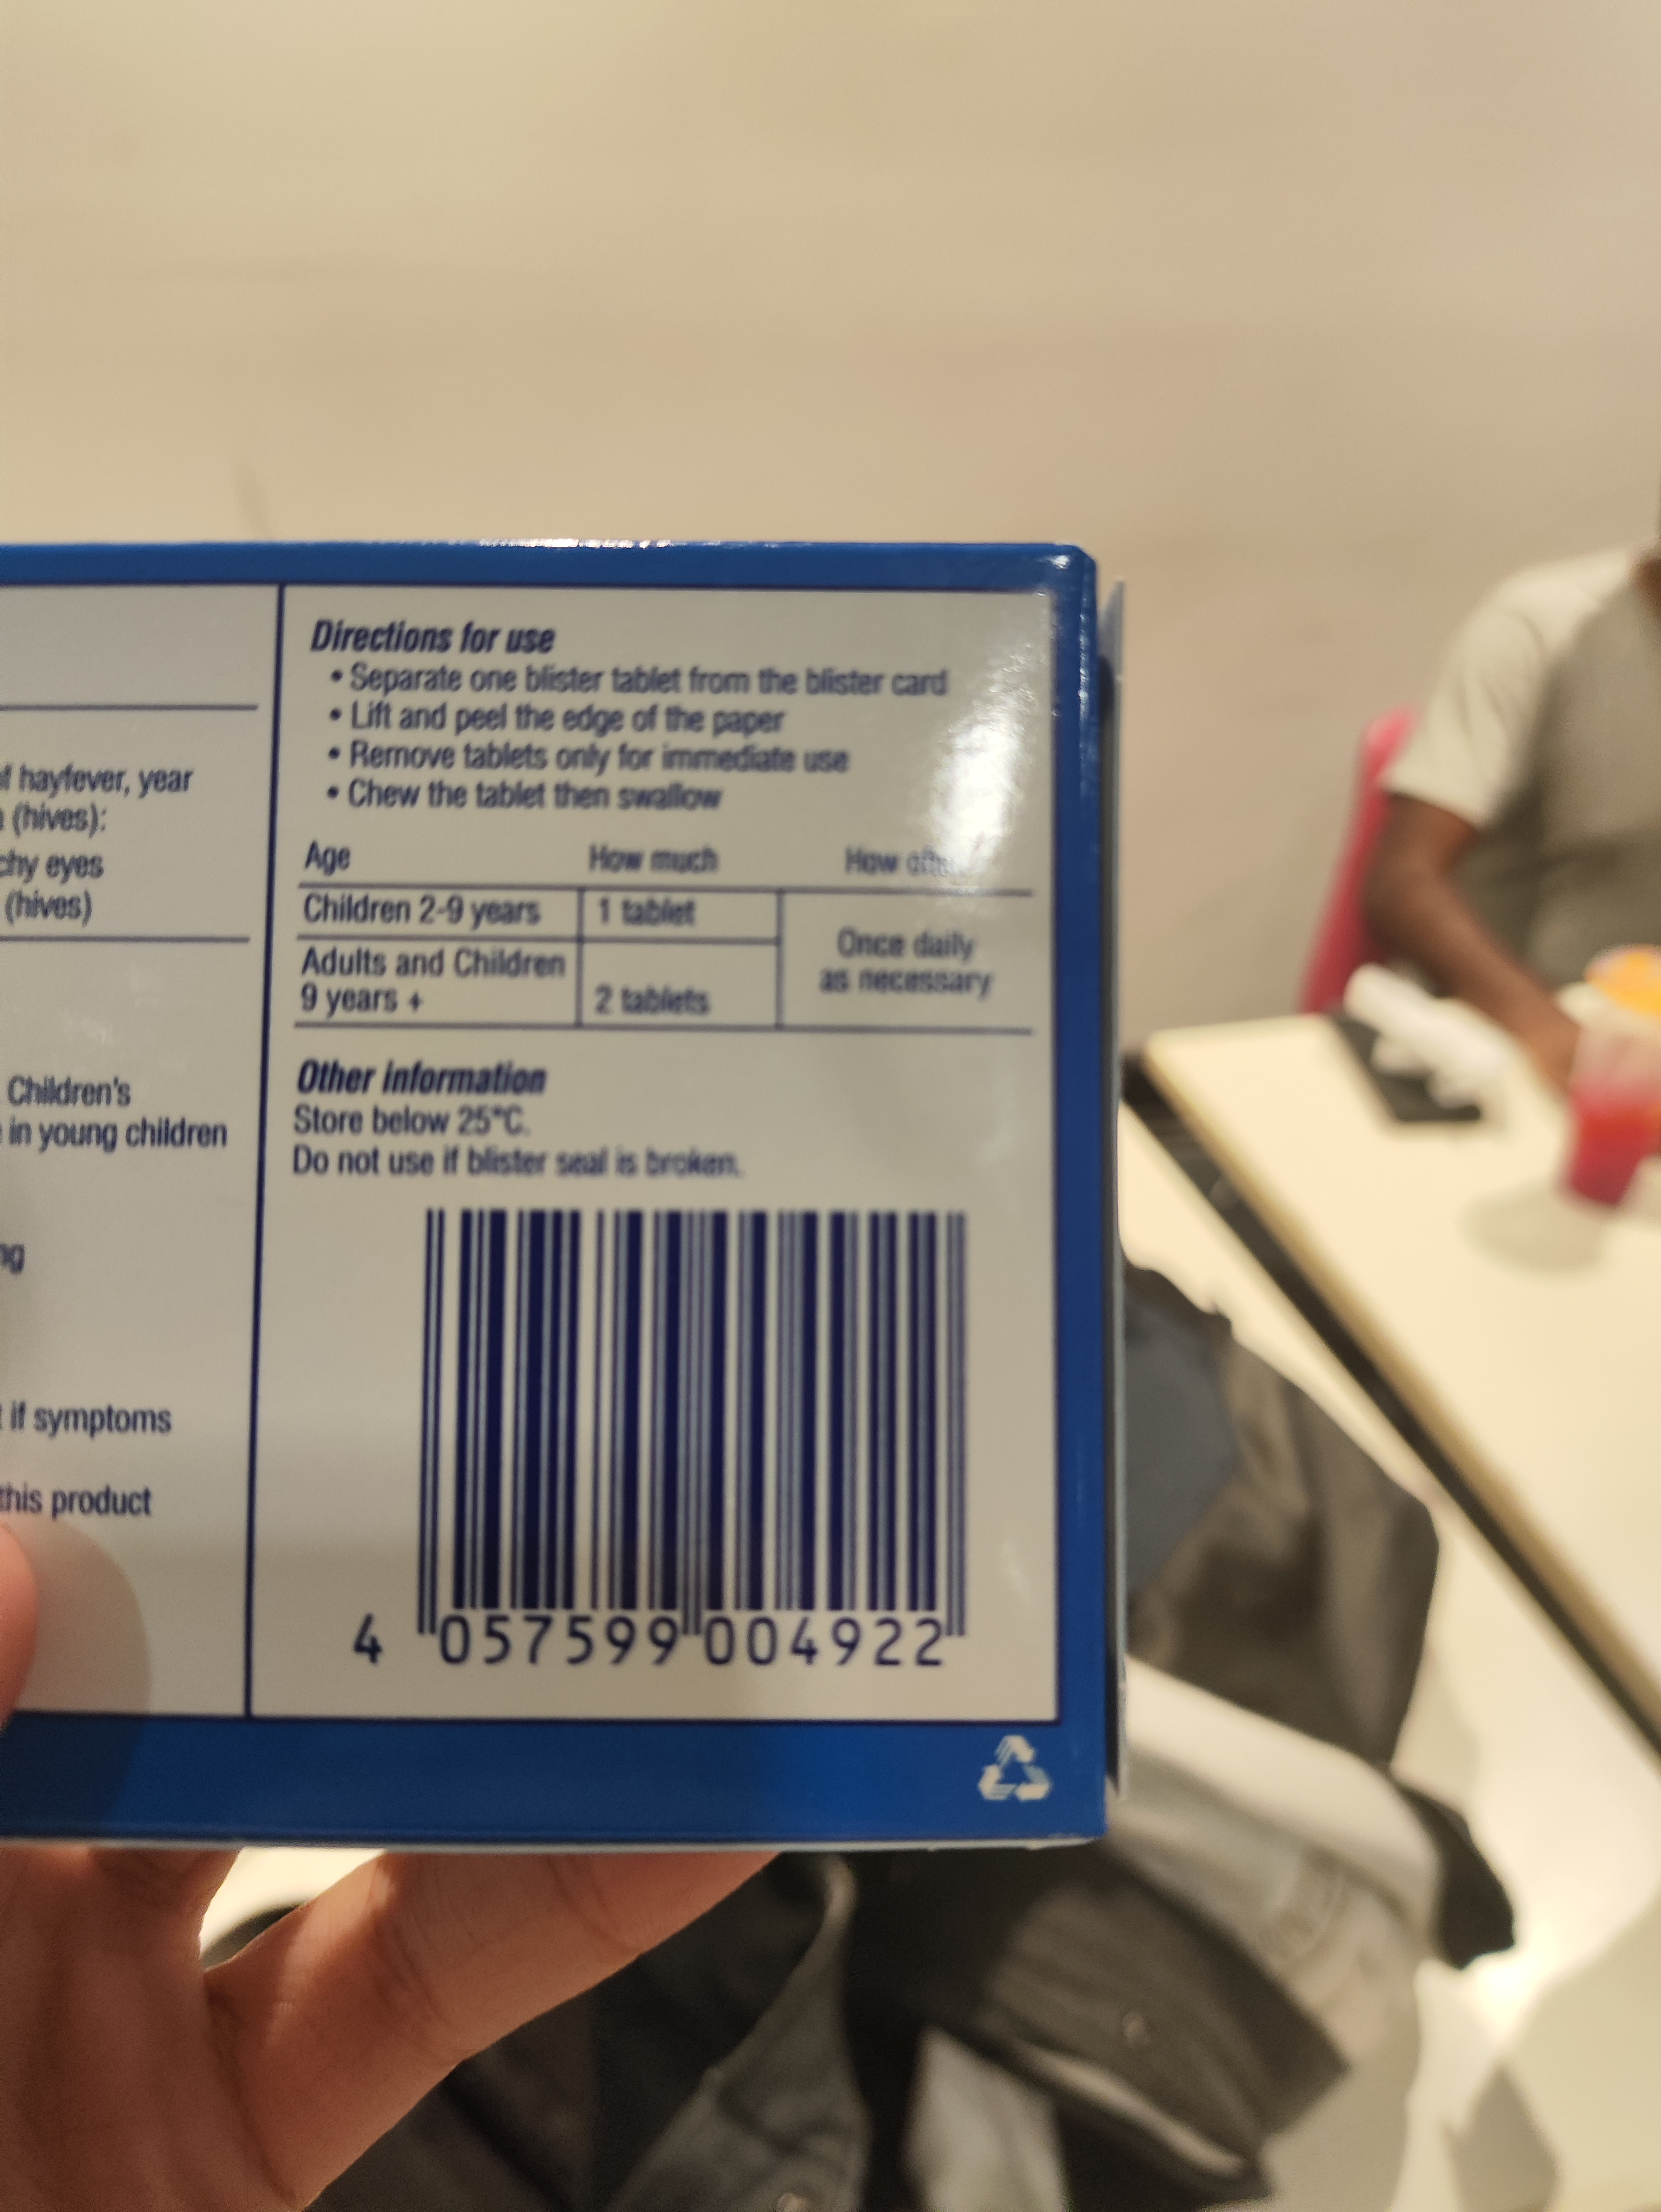 f hayfever, year
(hives):
chy eyes
(hives)
Children's
in young children
ng
if symptoms
this product
Directions for use
• Separate one blister tablet from the blister card
• Lift and peel the edge of the paper
• Remove tablets only for immediate use
• Chew the tablet then swallow
Age How much How often
Children 2-9 years 1 tablet
Once daily
as necessary
Adults and Children
9 years + 2 tablets
Other information
Store below 25°C.
Do not use if blister seal is broken.
4 057599 004922